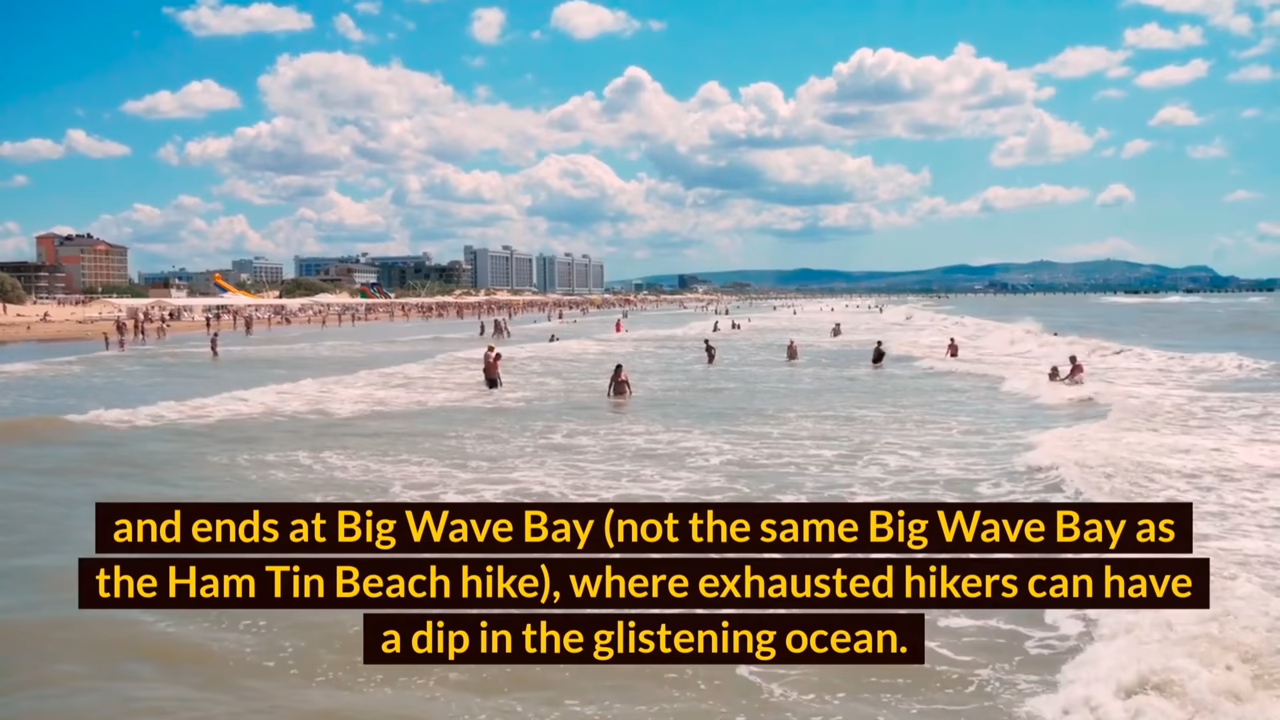 and ends at Big Wave Bay (not the same Big Wave Bay as
the Ham Tin Beach hike), where exhausted hikers can have
a dip in the glistening ocean.